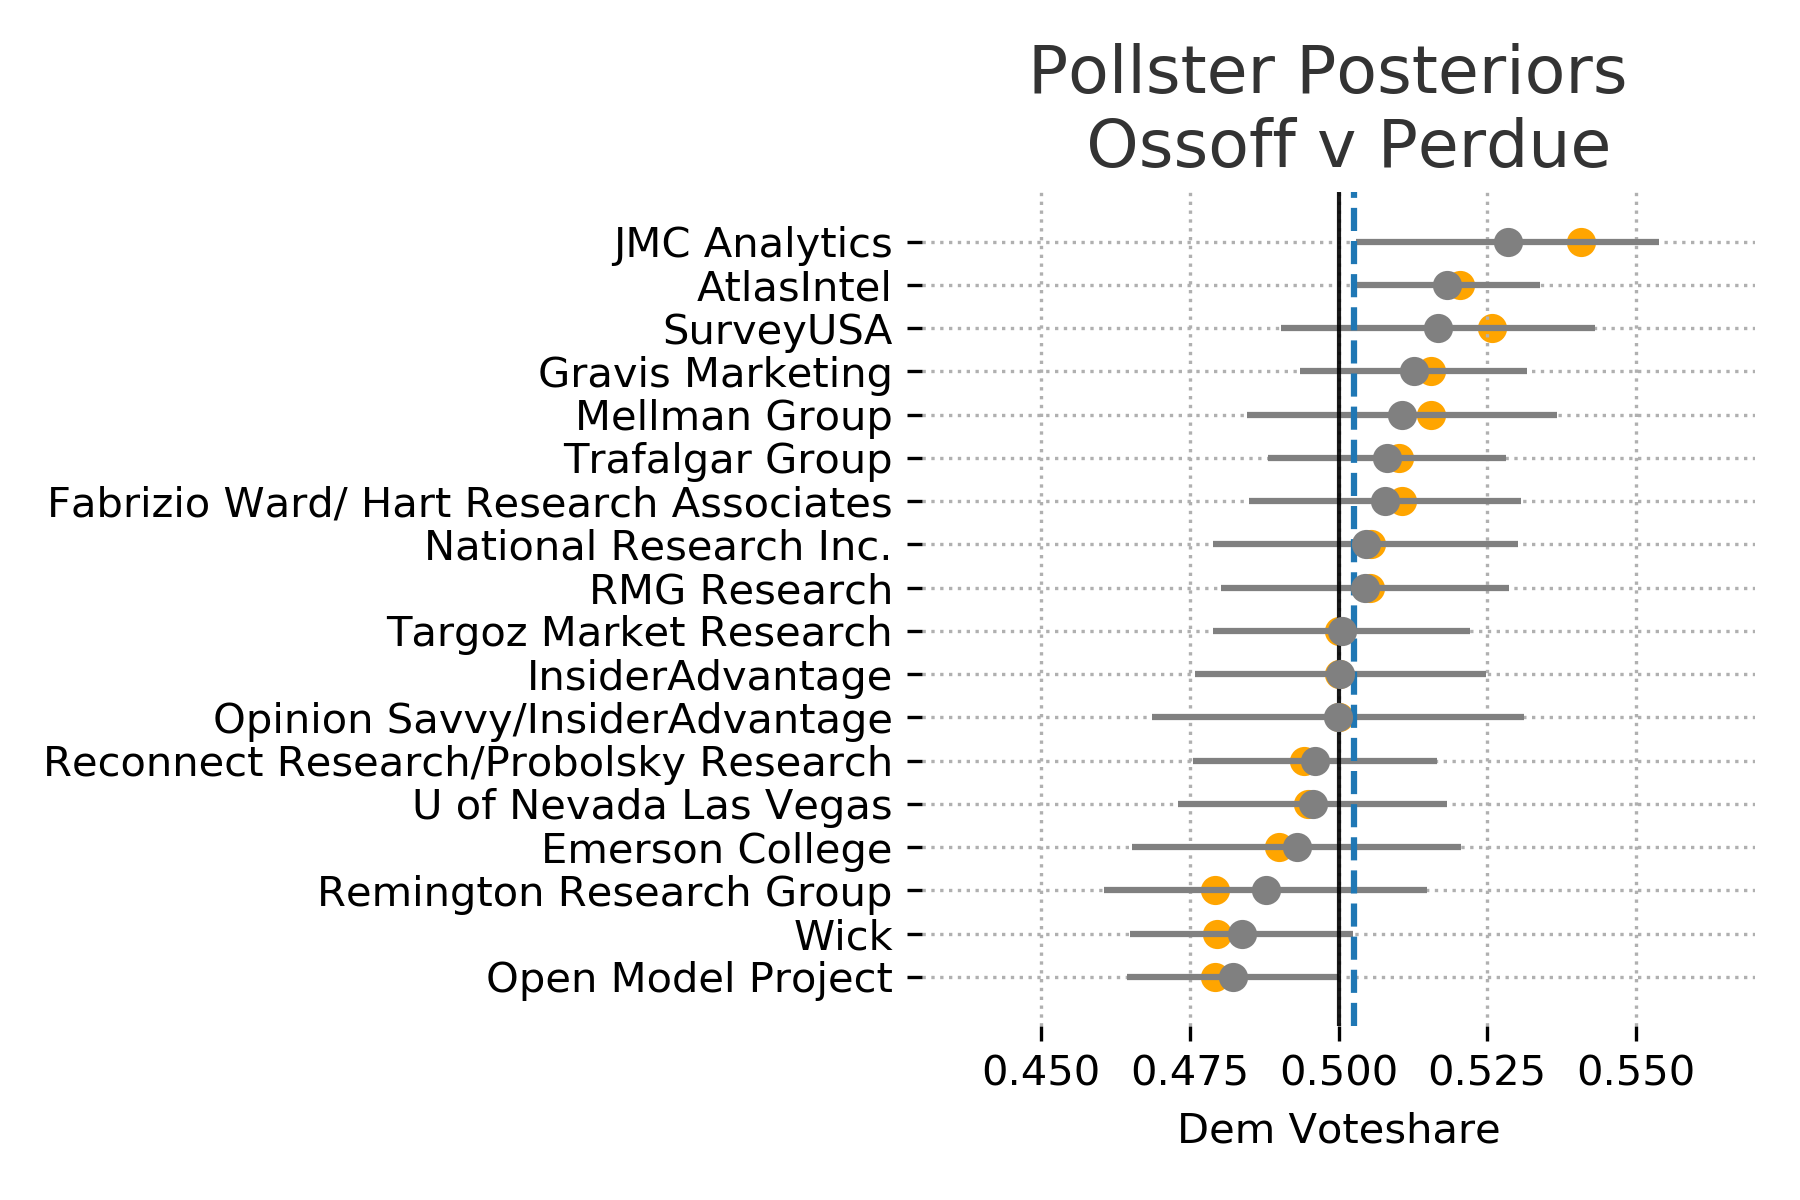 Pollster Posteriors
Ossoff v Perdue
JMC Analytics
AtlasIntel
SurveyUSA
Gravis Marketing
Mellman Group
Trafalgar Group
Fabrizio Ward/ Hart Research Associates
National Research Inc.
RMG Research
Targoz Market Research
InsiderAdvantage
Opinion Savvy/InsiderAdvantage
Reconnect Research/Probolsky Research
U of Nevada Las Vegas
Emerson College
Remington Research Group
Wick
Open Model Project
0.450 0.475 0.500 0.525 0.550
Dem Voteshare